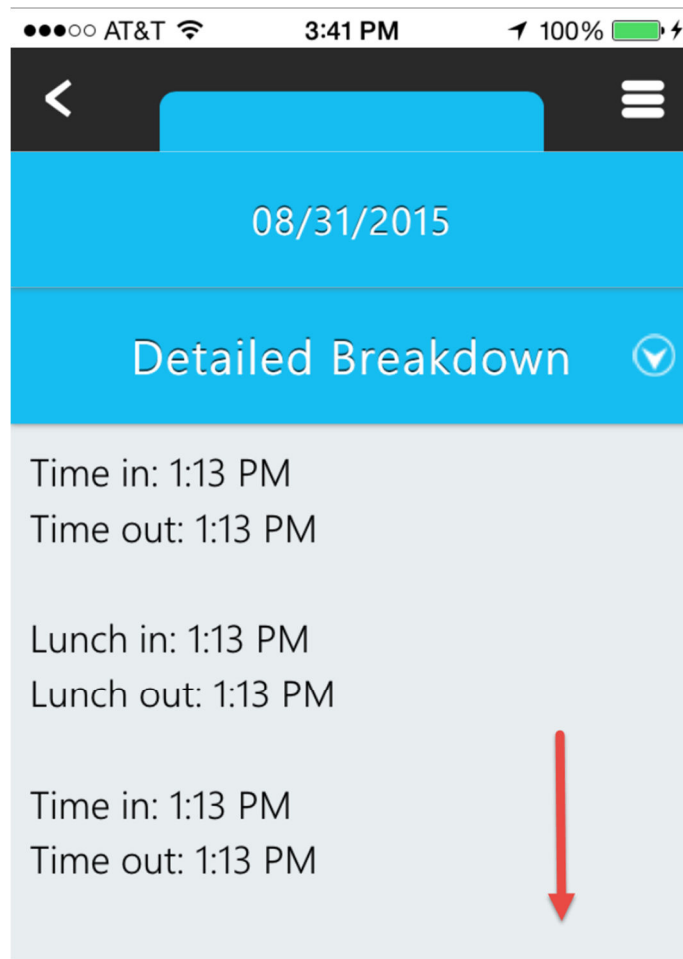 AT&T 3:41 PM 100%
08/31/2015
Detailed Breakdown
Time in: 1:13 PM
Time out: 1:13 PM
Lunch in: 1:13 PM
Lunch out: 1:13 PM
Time in: 1:13 PM
Time out: 1:13 PM